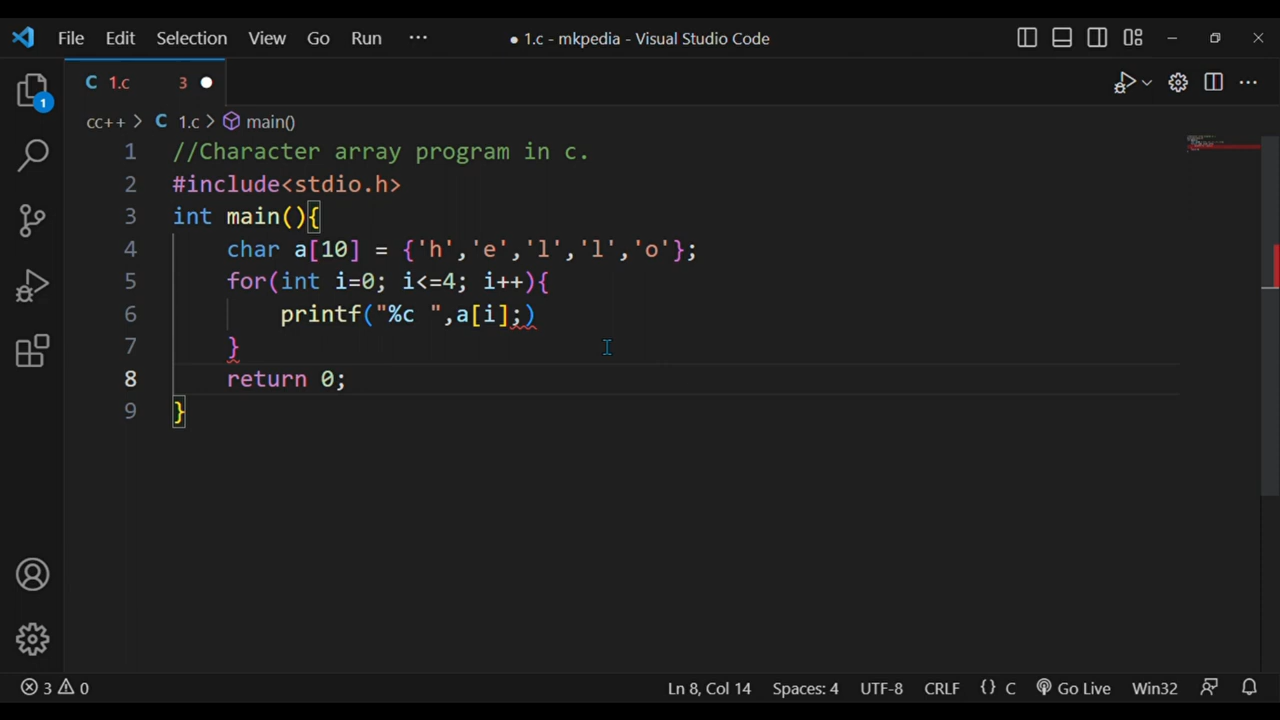 File Edit Selection View Go Run ··· ● 1.c - mkpedia - Visual Studio Code
C 1.c 3 ●
1
cc++ > C 1.c > main()
1 //Character array program in c.
2 #include<stdio.h>
3 int main(){
4     char a[10] = {'h','e','l','l','o'};
5     for(int i=0; i<=4; i++){
6         printf("%c ",a[i];)
7     }
8     return 0;
9 }
3 0 Ln 8, Col 14 Spaces: 4 UTF-8 CRLF {} C Go Live Win32